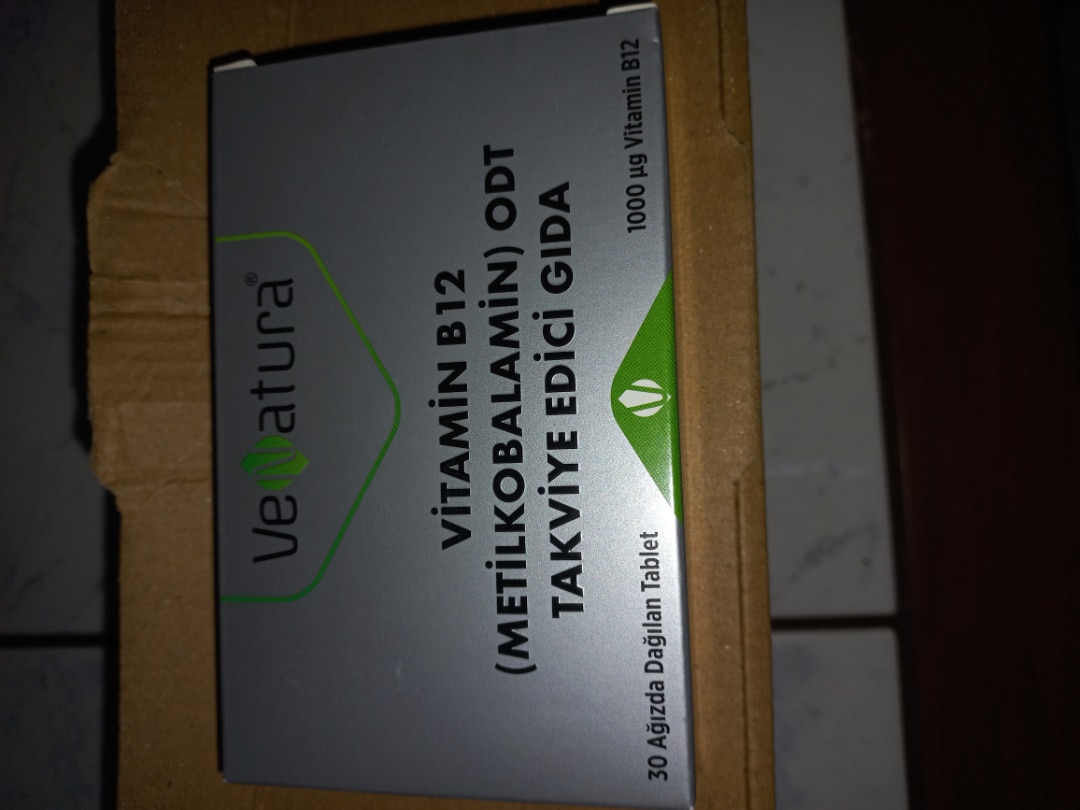 Venatura®
VİTAMİN B12
(METİLKOBALAMİN) ODT
TAKVİYE EDİCİ GIDA
30 Ağızda Dağılan Tablet
1000 µg Vitamin B12